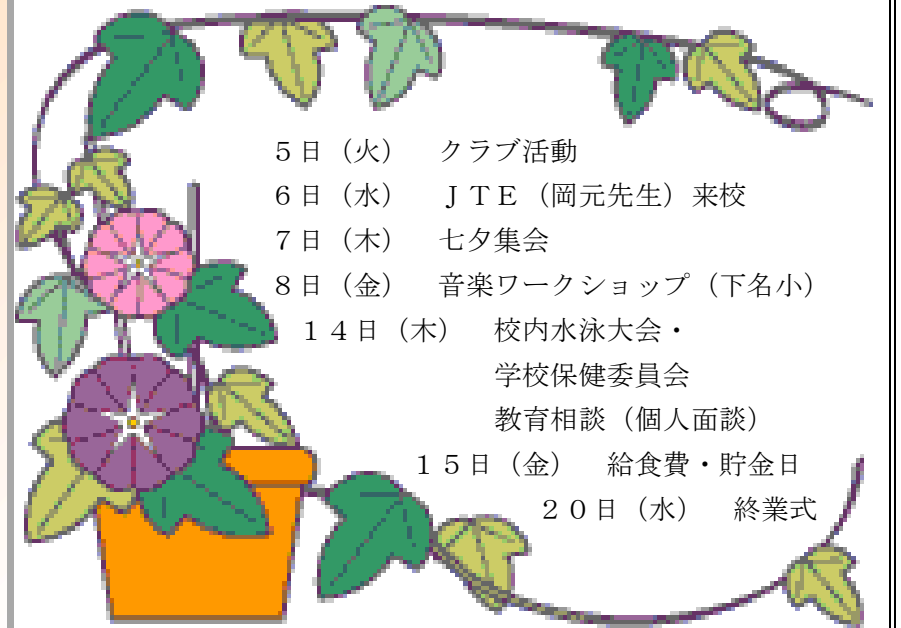 ５日（火）　クラブ活動
６日（水）　ＪＴＥ（岡元先生）来校
７日（木）　七夕集会
８日（金）　音楽ワークショップ（下名小）
１４日（木）　校内水泳大会・
学校保健委員会
教育相談（個人面談）
１５日（金）　給食費・貯金日
２０日（水）　終業式